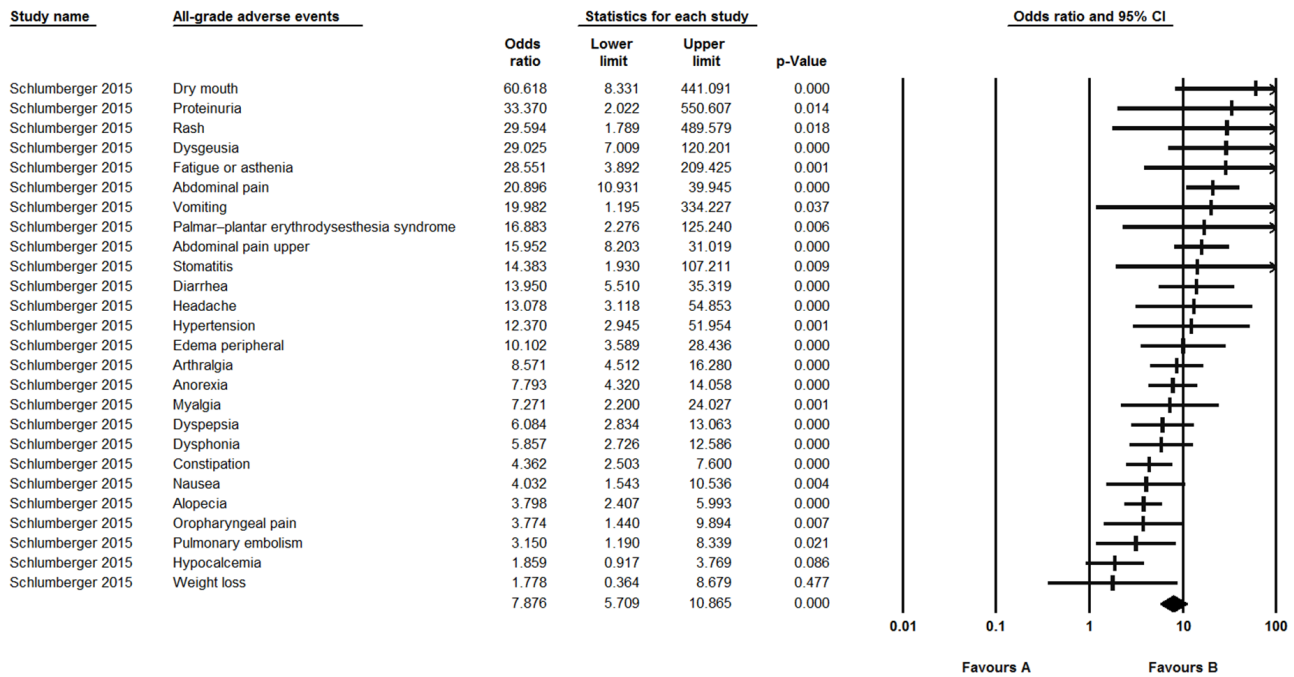 Study name All-grade adverse events Statistics for each study Odds ratio and 95% CI
Odds Lower Upper
ratio limit limit p-Value
Schlumberger 2015 Dry mouth 60.618 8.331 441.091 0.000
Schlumberger 2015 Proteinuria 33.370 2.022 550.607 0.014
Schlumberger 2015 Rash 29.594 1.789 489.579 0.018
Schlumberger 2015 Dysgeusia 29.025 7.009 120.201 0.000
Schlumberger 2015 Fatigue or asthenia 28.551 3.892 209.425 0.001
Schlumberger 2015 Abdominal pain 20.896 10.931 39.945 0.000
Schlumberger 2015 Vomiting 19.982 1.195 334.227 0.037
Schlumberger 2015 Palmar–plantar erythrodysesthesia syndrome 16.883 2.276 125.240 0.006
Schlumberger 2015 Abdominal pain upper 15.952 8.203 31.019 0.000
Schlumberger 2015 Stomatitis 14.383 1.930 107.211 0.009
Schlumberger 2015 Diarrhea 13.950 5.510 35.319 0.000
Schlumberger 2015 Headache 13.078 3.118 54.853 0.000
Schlumberger 2015 Hypertension 12.370 2.945 51.954 0.001
Schlumberger 2015 Edema peripheral 10.102 3.589 28.436 0.000
Schlumberger 2015 Arthralgia 8.571 4.512 16.280 0.000
Schlumberger 2015 Anorexia 7.793 4.320 14.058 0.000
Schlumberger 2015 Myalgia 7.271 2.200 24.027 0.001
Schlumberger 2015 Dyspepsia 6.084 2.834 13.063 0.000
Schlumberger 2015 Dysphonia 5.857 2.726 12.586 0.000
Schlumberger 2015 Constipation 4.362 2.503 7.600 0.000
Schlumberger 2015 Nausea 4.032 1.543 10.536 0.004
Schlumberger 2015 Alopecia 3.798 2.407 5.993 0.000
Schlumberger 2015 Oropharyngeal pain 3.774 1.440 9.894 0.007
Schlumberger 2015 Pulmonary embolism 3.150 1.190 8.339 0.021
Schlumberger 2015 Hypocalcemia 1.859 0.917 3.769 0.086
Schlumberger 2015 Weight loss 1.778 0.364 8.679 0.477
7.876 5.709 10.865 0.000
0.01 0.1 1 10 100
Favours A Favours B